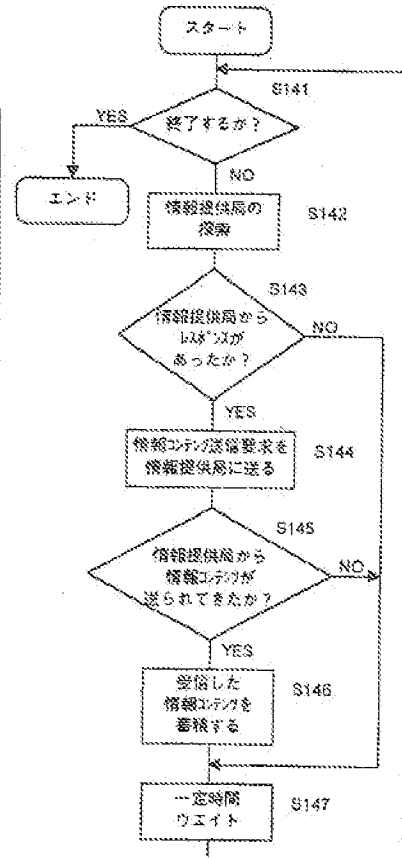 スタート
S141
YES
終了するか？
エンド
NO
情報提供局の
探索
S142
S143
情報提供局から
レスポンスが
あったか？
NO
YES
情報コンテンツ送信要求を
情報提供局に送る
S144
S145
情報提供局から
情報コンテンツが
送られてきたか？
NO
YES
受信した
情報コンテンツを
蓄積する
S146
一定時間
ウエイト
S147